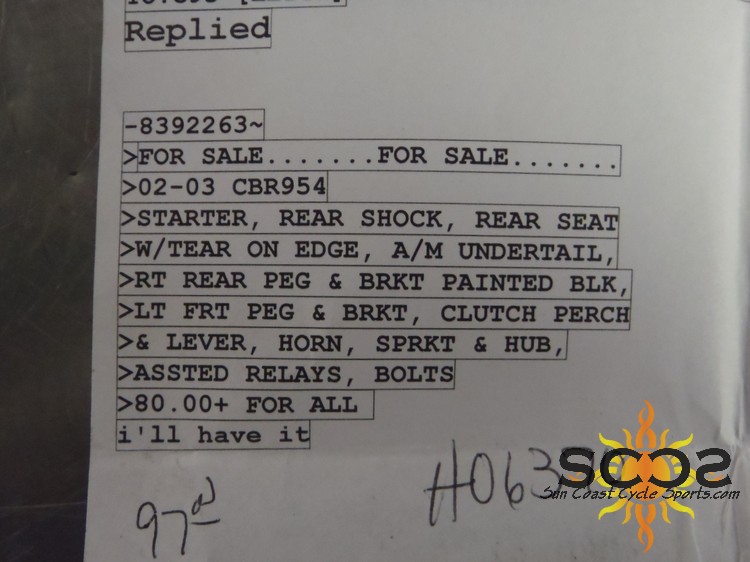 Replied
-8392263~
>FOR SALE.......FOR SALE.......
>02-03 CBR954
>STARTER, REAR SHOCK, REAR SEAT
>W/TEAR ON EDGE, A/M UNDERTAIL,
>RT REAR PEG & BRKT PAINTED BLK,
>LT FRT PEG & BRKT, CLUTCH PERCH
>& LEVER, HORN, SPRKT & HUB,
>ASSTED RELAYS, BOLTS
>80.00+ FOR ALL
i'll have it
SCCS
Sun Coast Cycle Sports.com